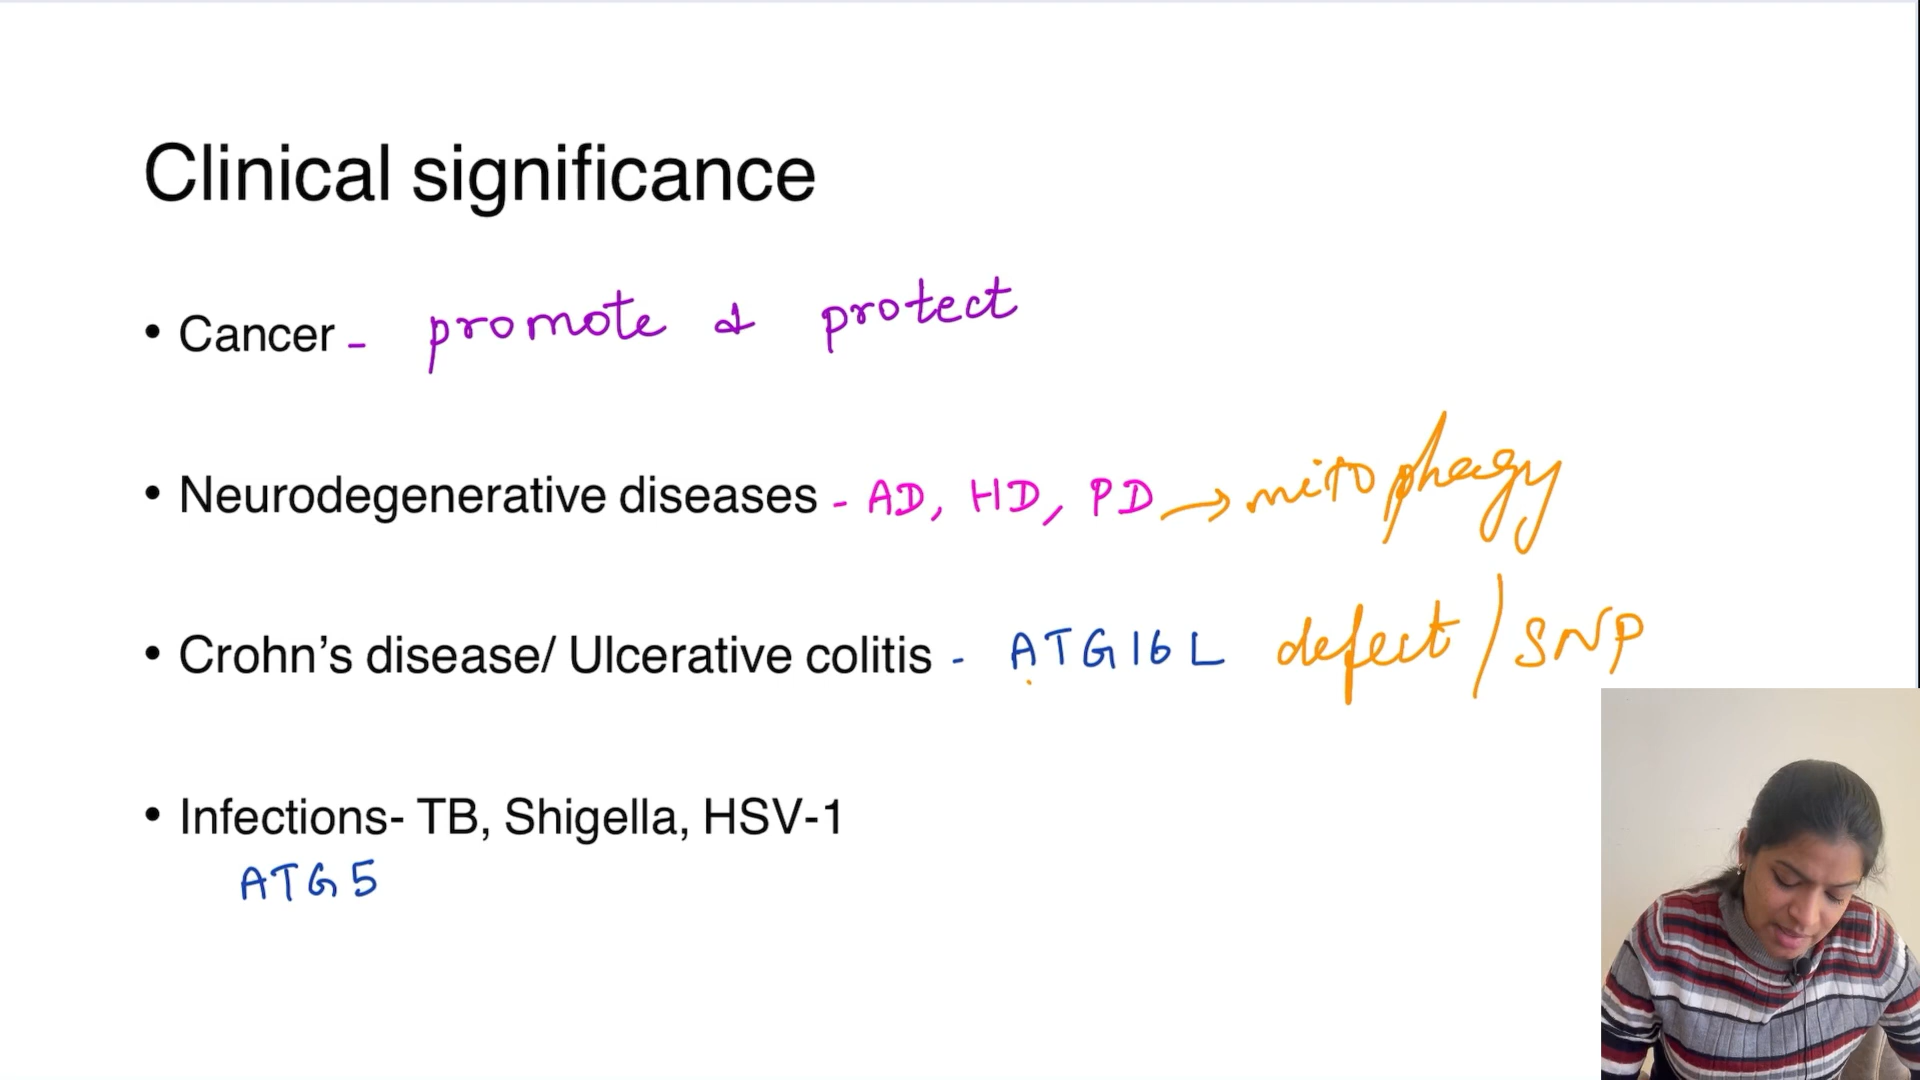 Clinical significance
• Cancer - promote & protect
• Neurodegenerative diseases - AD, HD, PD → mitophagy
• Crohn’s disease/ Ulcerative colitis - ATG16L defect/SNP
• Infections- TB, Shigella, HSV-1
ATG5